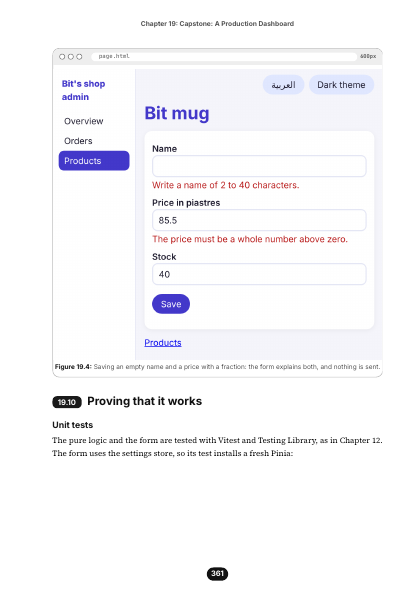 Chapter 19: Capstone: A Production Dashboard
page.html
600px
Bit's shop
admin
Overview
Orders
Products
العربية
Dark theme
Bit mug
Name
Write a name of 2 to 40 characters.
Price in piastres
85.5
The price must be a whole number above zero.
Stock
40
Save
Products
Figure 19.4: Saving an empty name and a price with a fraction: the form explains both, and nothing is sent.
19.10 Proving that it works
Unit tests
The pure logic and the form are tested with Vitest and Testing Library, as in Chapter 12.
The form uses the settings store, so its test installs a fresh Pinia:
361